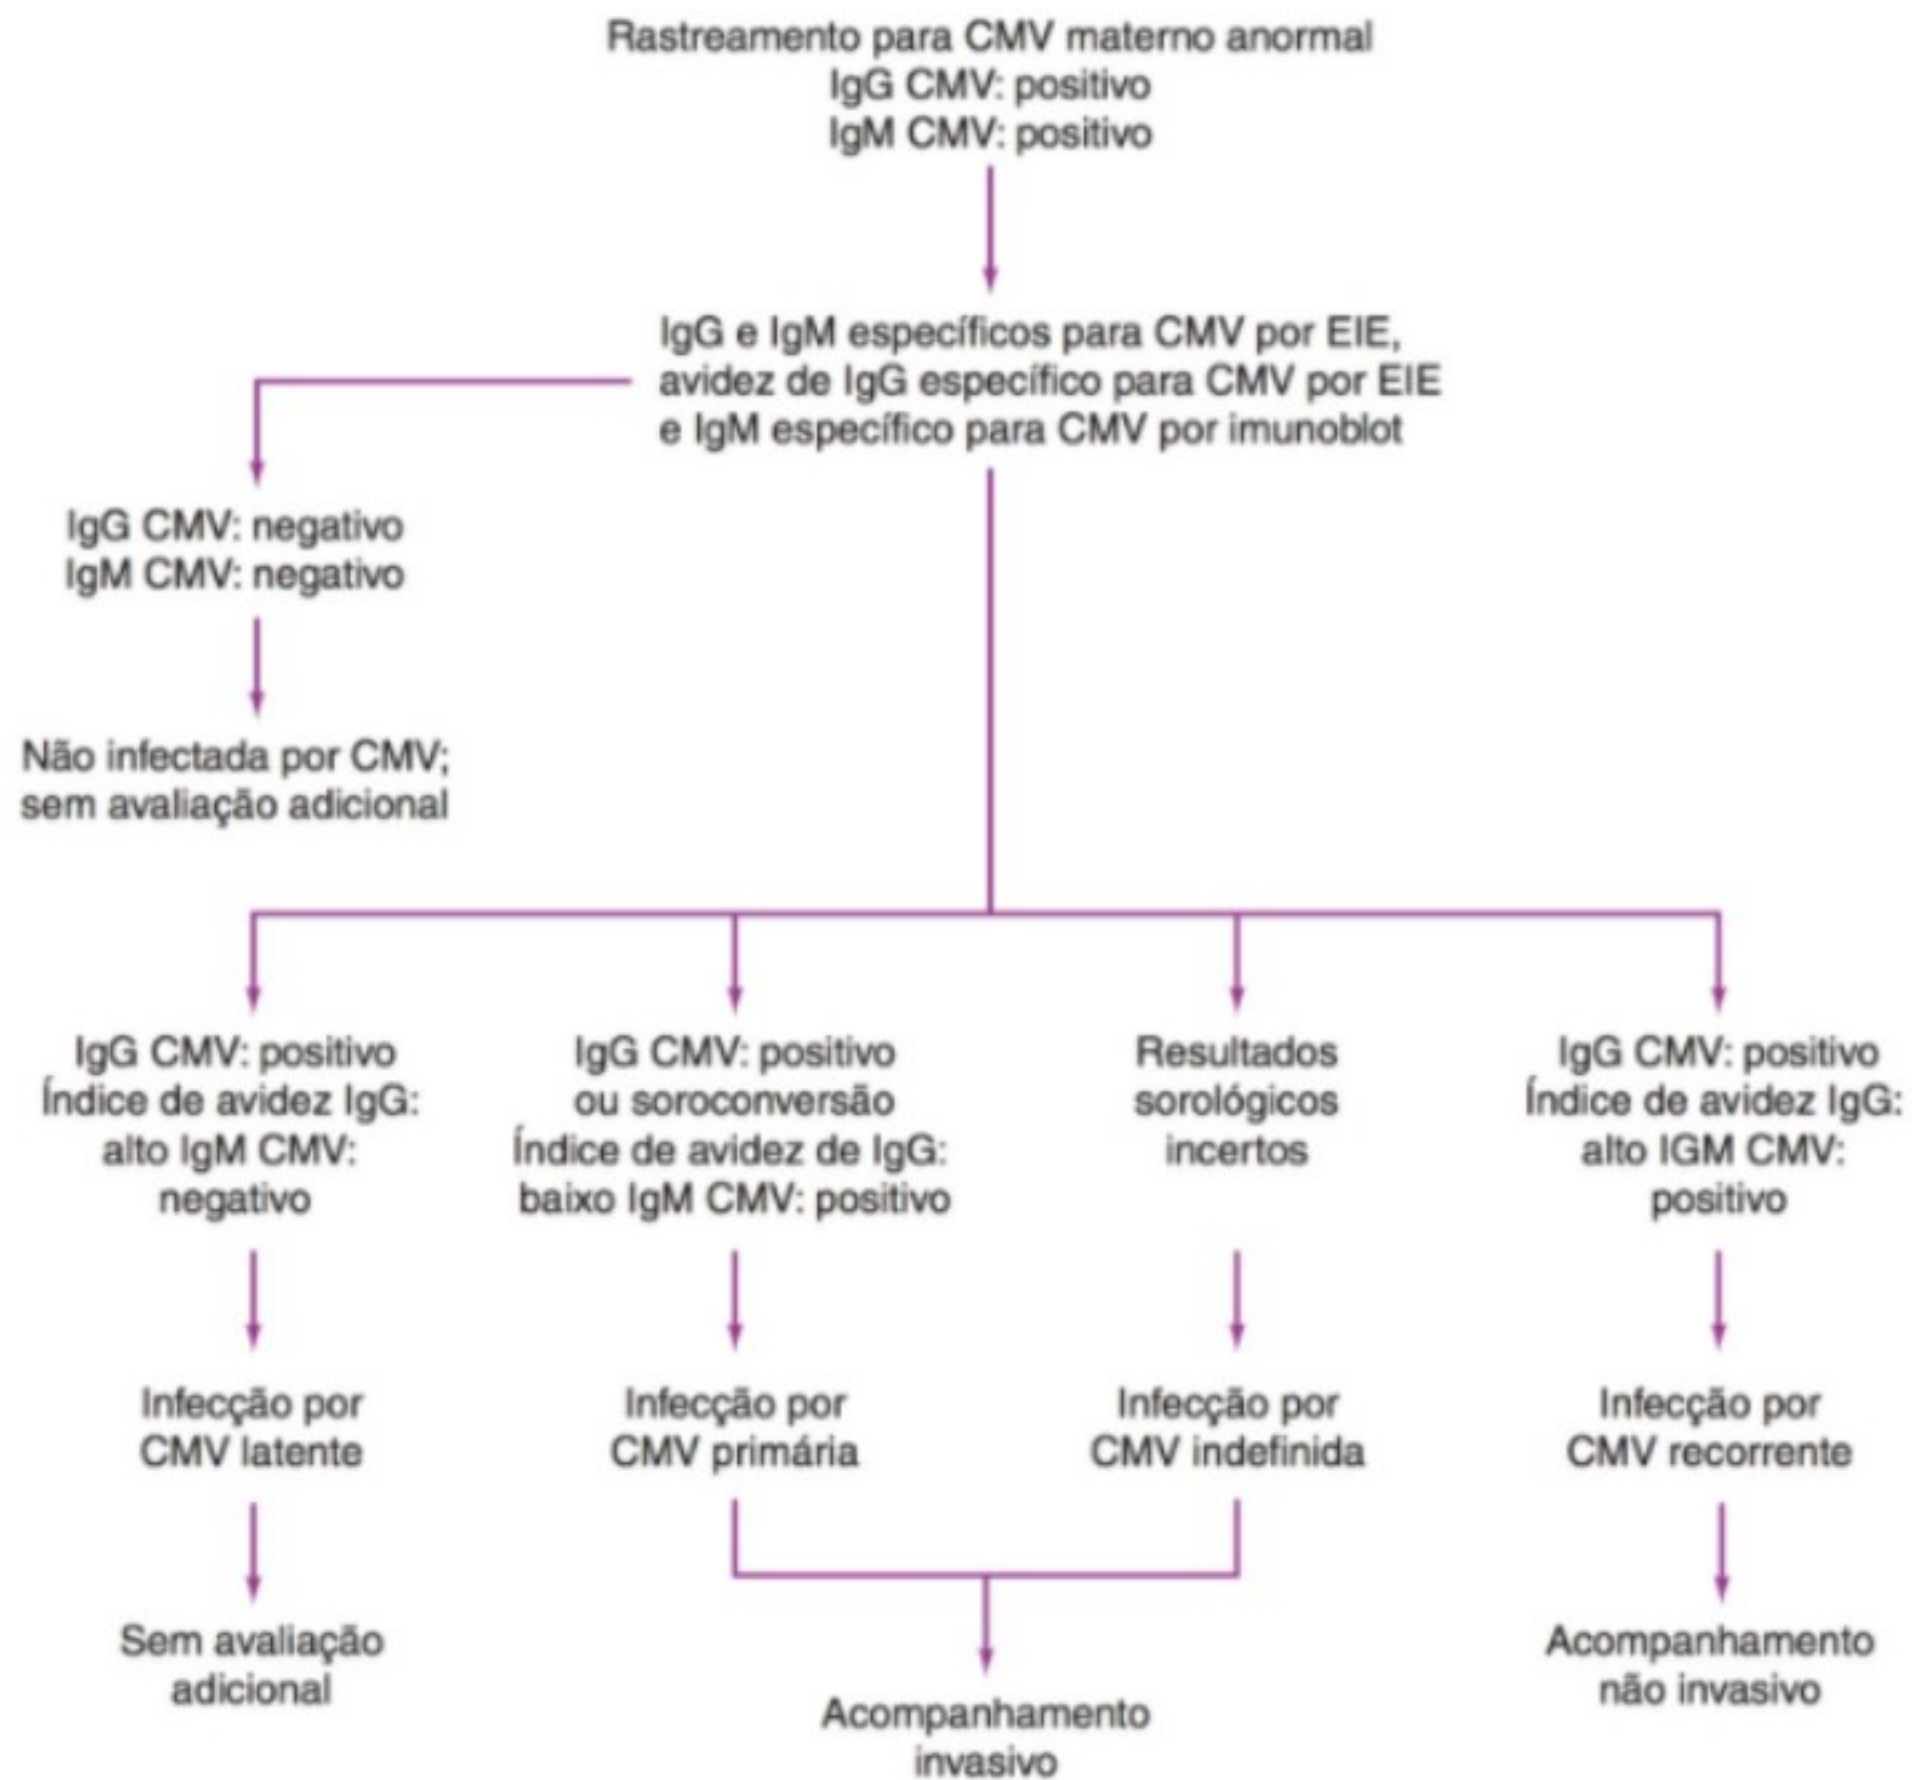 Rastreamento para CMV materno anormal
IgG CMV: positivo
IgM CMV: positivo
IgG e IgM específicos para CMV por EIE,
avidez de IgG específico para CMV por EIE
e IgM específico para CMV por imunoblot
IgG CMV: negativo
IgM CMV: negativo
Não infectada por CMV;
sem avaliação adicional
IgG CMV: positivo
Índice de avidez IgG:
alto IgM CMV:
negativo
IgG CMV: positivo
ou soroconversão
Índice de avidez de IgG:
baixo IgM CMV: positivo
Resultados
sorológicos
incertos
IgG CMV: positivo
Índice de avidez IgG:
alto IGM CMV:
positivo
Infecção por
CMV latente
Infecção por
CMV primária
Infecção por
CMV indefinida
Infecção por
CMV recorrente
Sem avaliação
adicional
Acompanhamento
invasivo
Acompanhamento
não invasivo